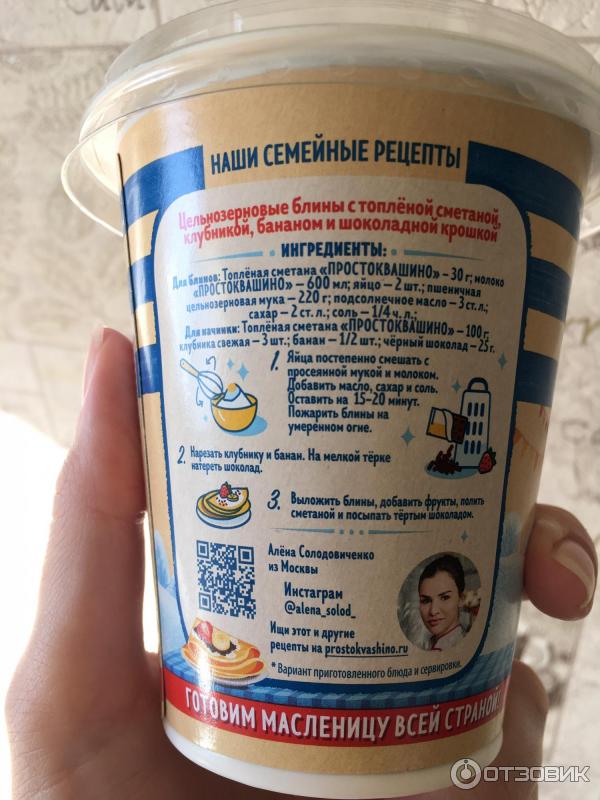 НАШИ СЕМЕЙНЫЕ РЕЦЕПТЫ
Цельнозерновые блины с топлёной сметаной,
клубникой, бананом и шоколадной крошкой
ИНГРЕДИЕНТЫ:
Для блинов: Топлёная сметана «ПРОСТОКВАШИНО» – 30 г; молоко
«ПРОСТОКВАШИНО» – 600 мл; яйцо – 2 шт.; пшеничная
цельнозерновая мука – 220 г; подсолнечное масло – 3 ст. л.;
сахар – 2 ст. л.; соль – 1/4 ч. л.;
Для начинки: Топлёная сметана «ПРОСТОКВАШИНО» – 100 г;
клубника свежая – 3 шт.; банан – 1/2 шт.; чёрный шоколад – 25 г.
1. Яйца постепенно смешать с
просеянной мукой и молоком.
Добавить масло, сахар и соль.
Оставить на 15–20 минут.
Пожарить блины на
умеренном огне.
2. Нарезать клубнику и банан. На мелкой тёрке
натереть шоколад.
3. Выложить блины, добавить фрукты, полить
сметаной и посыпать тёртым шоколадом.
Алёна Солодовиченко
из Москвы
Инстаграм
@alena_solod_
Ищи этот и другие
рецепты на prostokvashino.ru
* Вариант приготовленного блюда и сервировки.
ГОТОВИМ МАСЛЕНИЦУ ВСЕЙ СТРАНОЙ!
ОТЗОВИК